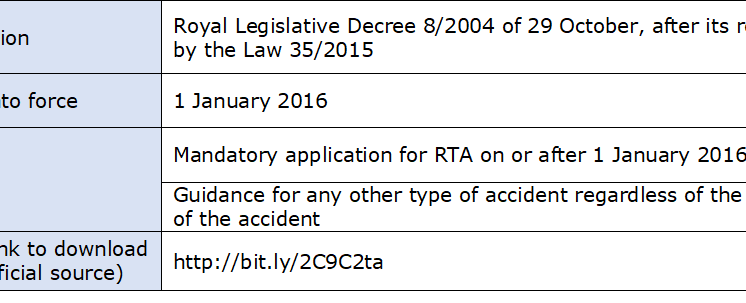 ion
Royal Legislative Decree 8/2004 of 29 October, after its
by the Law 35/2015
to force
1 January 2016
Mandatory application for RTA on or after 1 January 2016
Guidance for any other type of accident regardless of the
of the accident
nk to download
ficial source)
http://bit.ly/2C9C2ta